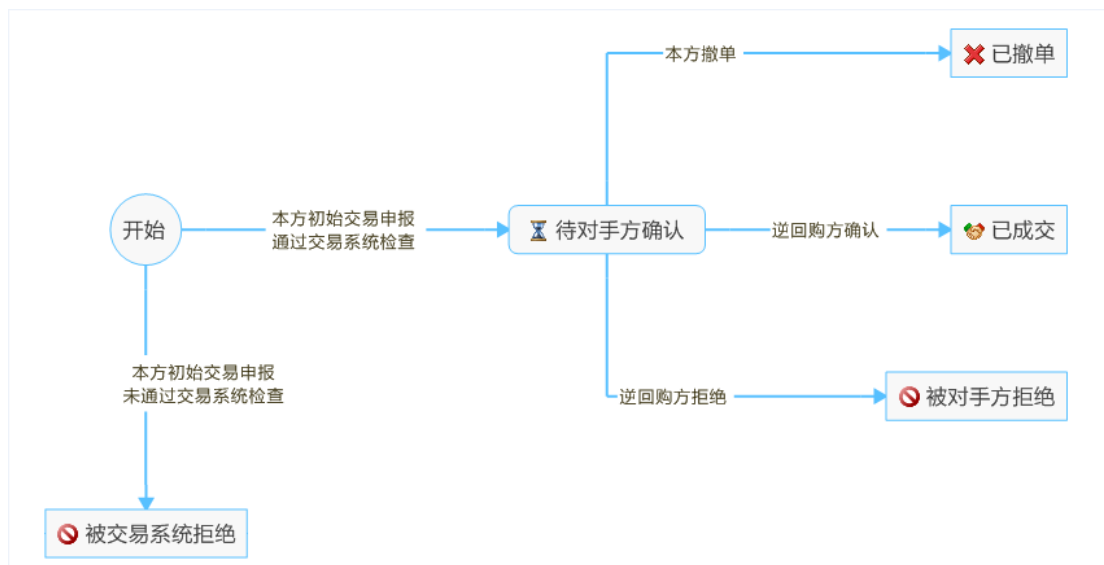 本方撤单
❌ 已撤单
开始
本方初始交易申报
通过交易系统检查
⌛ 待对手方确认
逆回购方确认
🤝 已成交
本方初始交易申报
未通过交易系统检查
逆回购方拒绝
🚫 被对手方拒绝
🚫 被交易系统拒绝